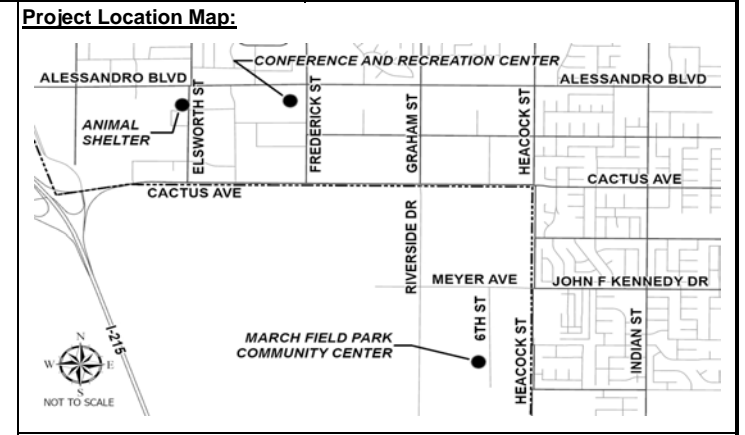 Project Location Map:
CONFERENCE AND RECREATION CENTER
ALESSANDRO BLVD
ALESSANDRO BLVD
ANIMAL
SHELTER
ELSWORTH ST
FREDERICK ST
GRAHAM ST
HEACOCK ST
CACTUS AVE
CACTUS AVE
RIVERSIDE DR
MEYER AVE
JOHN F KENNEDY DR
6TH ST
I-215
MARCH FIELD PARK
COMMUNITY CENTER
HEACOCK ST
INDIAN ST
N
W
E
S
NOT TO SCALE